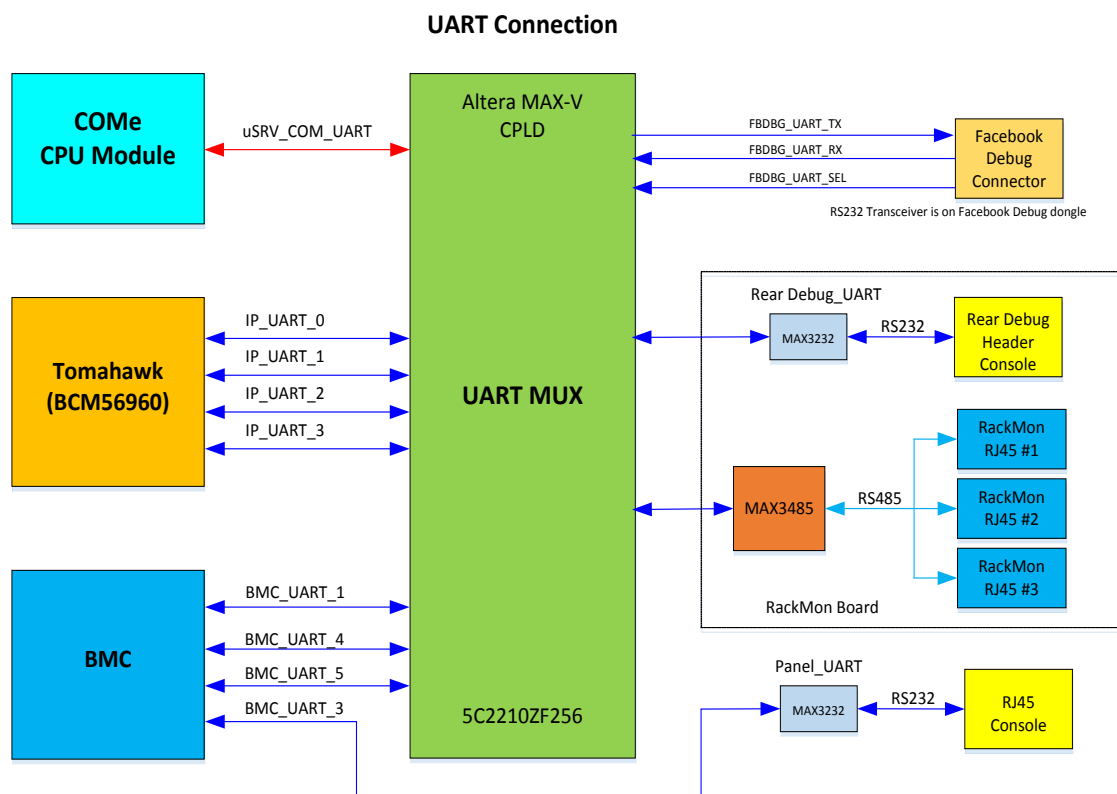 UART Connection
COMe
CPU Module
uSRV_COM_UART
Altera MAX-V
CPLD
FBDBG_UART_TX
FBDBG_UART_RX
FBDBG_UART_SEL
Facebook
Debug
Connector
RS232 Transceiver is on Facebook Debug dongle
Tomahawk
(BCM56960)
IP_UART_0
IP_UART_1
IP_UART_2
IP_UART_3
UART MUX
Rear Debug_UART
MAX3232
RS232
Rear Debug
Header
Console
MAX3485
RS485
RackMon
RJ45 #1
RackMon
RJ45 #2
RackMon
RJ45 #3
RackMon Board
BMC
BMC_UART_1
BMC_UART_4
BMC_UART_5
BMC_UART_3
5C2210ZF256
Panel_UART
MAX3232
RS232
RJ45
Console